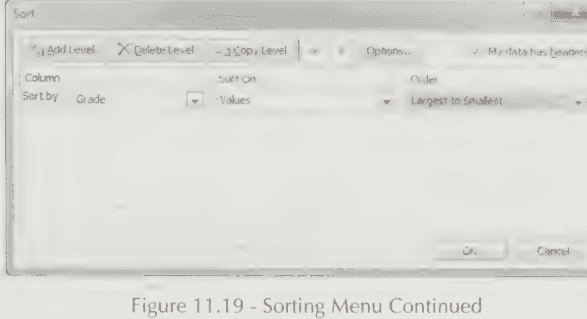 Sort
Add Level Delete Level Copy Level Options... My data has headers
Column Sort On Order
Sort by Grade Values Largest to Smallest
OK Cancel
Figure 11.19 - Sorting Menu Continued